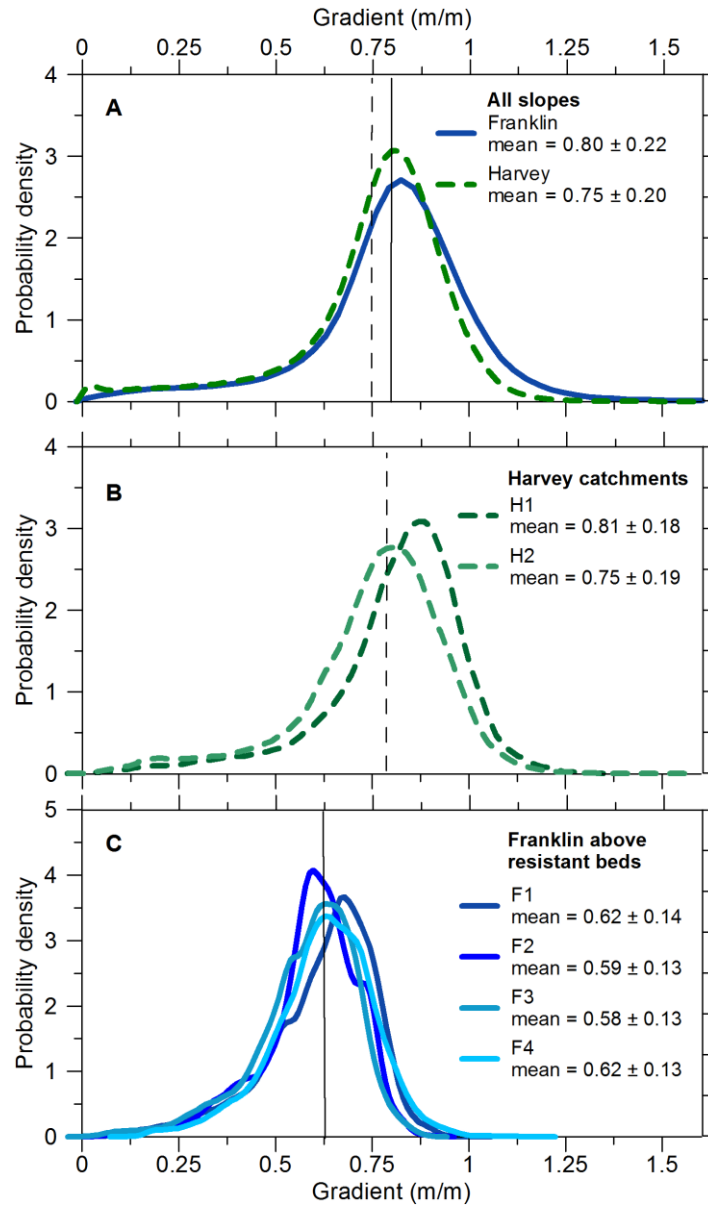 Gradient (m/m)
0 0.25 0.5 0.75 1 1.25 1.5
4
3
2
1
0
Probability density
A
All slopes
Franklin
mean = 0.80 ± 0.22
Harvey
mean = 0.75 ± 0.20
4
3
2
1
0
Probability density
B
Harvey catchments
H1
mean = 0.81 ± 0.18
H2
mean = 0.75 ± 0.19
5
4
3
2
1
0
Probability density
C
Franklin above
resistant beds
F1
mean = 0.62 ± 0.14
F2
mean = 0.59 ± 0.13
F3
mean = 0.58 ± 0.13
F4
mean = 0.62 ± 0.13
0 0.25 0.5 0.75 1 1.25 1.5
Gradient (m/m)